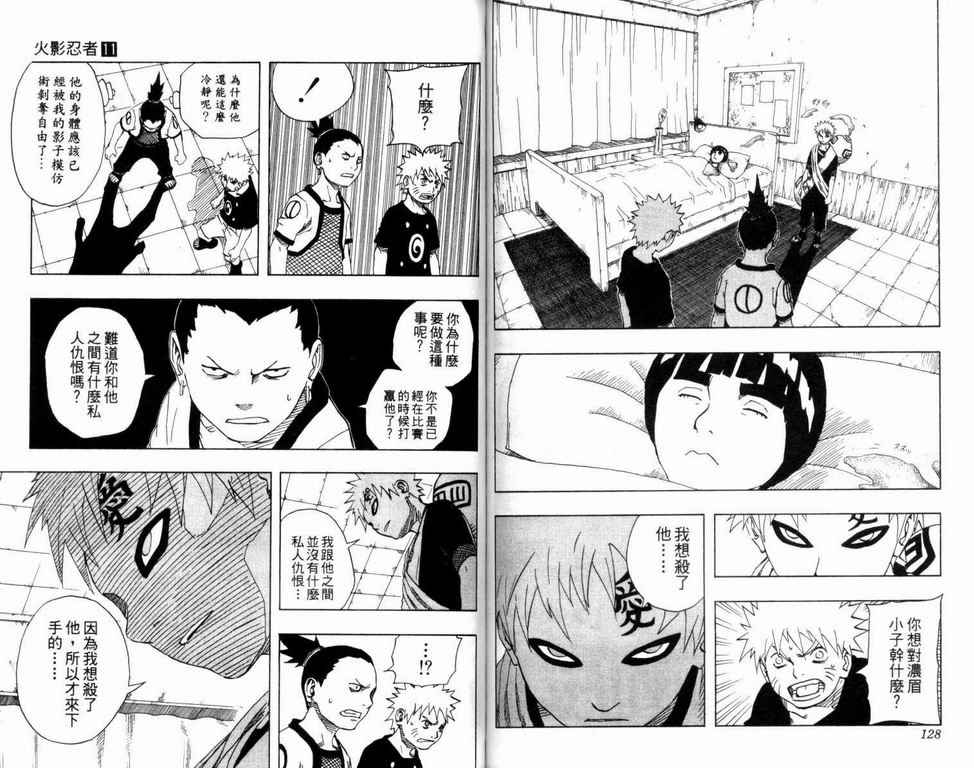 你想對濃眉
小子幹什麼?
我想殺了
他…
愛
128
火影忍者11
什麼?
!
為什麼他
還能這麼
冷靜呢?
他的身體應該已
經被我的影子模仿
術剝奪自由了…
你為什麼
要做這種
事呢?
你不是已
經在比賽
的時候打
贏他了?
難道你和他
之間有什麼私
人仇恨嗎?
我跟他之間
並沒有什麼
私人仇恨…
…!?
愛
因為我想殺了
他,所以才來下
手的……